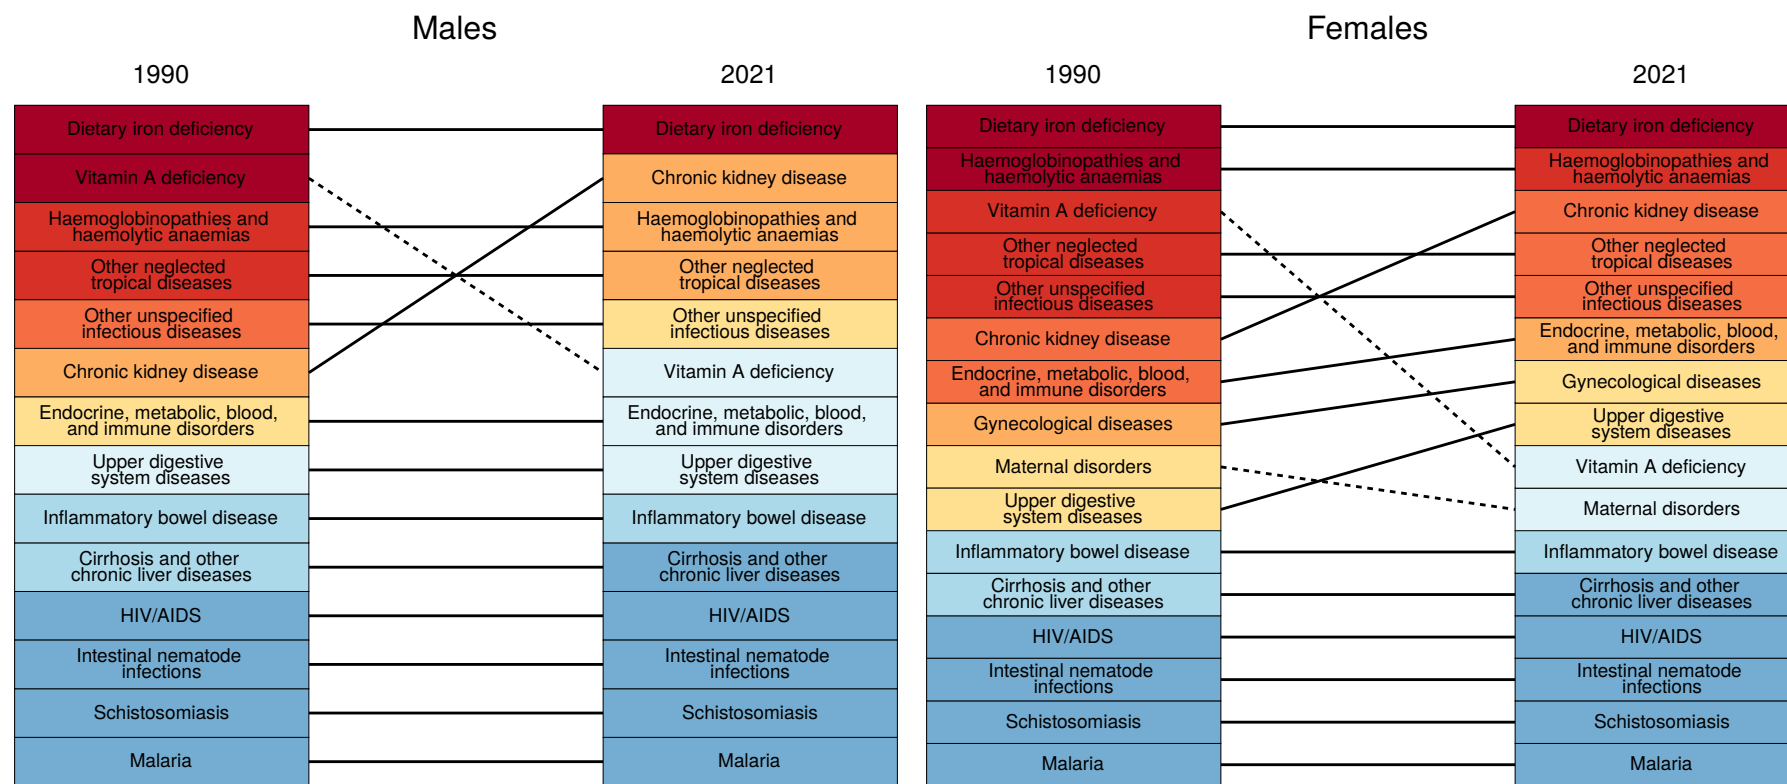 Males
1990
2021
Dietary iron deficiency
Vitamin A deficiency
Haemoglobinopathies and
haemolytic anaemias
Other neglected
tropical diseases
Other unspecified
infectious diseases
Chronic kidney disease
Endocrine, metabolic, blood,
and immune disorders
Upper digestive
system diseases
Inflammatory bowel disease
Cirrhosis and other
chronic liver diseases
HIV/AIDS
Intestinal nematode
infections
Schistosomiasis
Malaria
Dietary iron deficiency
Chronic kidney disease
Haemoglobinopathies and
haemolytic anaemias
Other neglected
tropical diseases
Other unspecified
infectious diseases
Vitamin A deficiency
Endocrine, metabolic, blood,
and immune disorders
Upper digestive
system diseases
Inflammatory bowel disease
Cirrhosis and other
chronic liver diseases
HIV/AIDS
Intestinal nematode
infections
Schistosomiasis
Malaria
Females
1990
2021
Dietary iron deficiency
Haemoglobinopathies and
haemolytic anaemias
Vitamin A deficiency
Other neglected
tropical diseases
Other unspecified
infectious diseases
Chronic kidney disease
Endocrine, metabolic, blood,
and immune disorders
Gynecological diseases
Maternal disorders
Upper digestive
system diseases
Inflammatory bowel disease
Cirrhosis and other
chronic liver diseases
HIV/AIDS
Intestinal nematode
infections
Schistosomiasis
Malaria
Dietary iron deficiency
Haemoglobinopathies and
haemolytic anaemias
Chronic kidney disease
Other neglected
tropical diseases
Other unspecified
infectious diseases
Endocrine, metabolic, blood,
and immune disorders
Gynecological diseases
Upper digestive
system diseases
Vitamin A deficiency
Maternal disorders
Inflammatory bowel disease
Cirrhosis and other
chronic liver diseases
HIV/AIDS
Intestinal nematode
infections
Schistosomiasis
Malaria